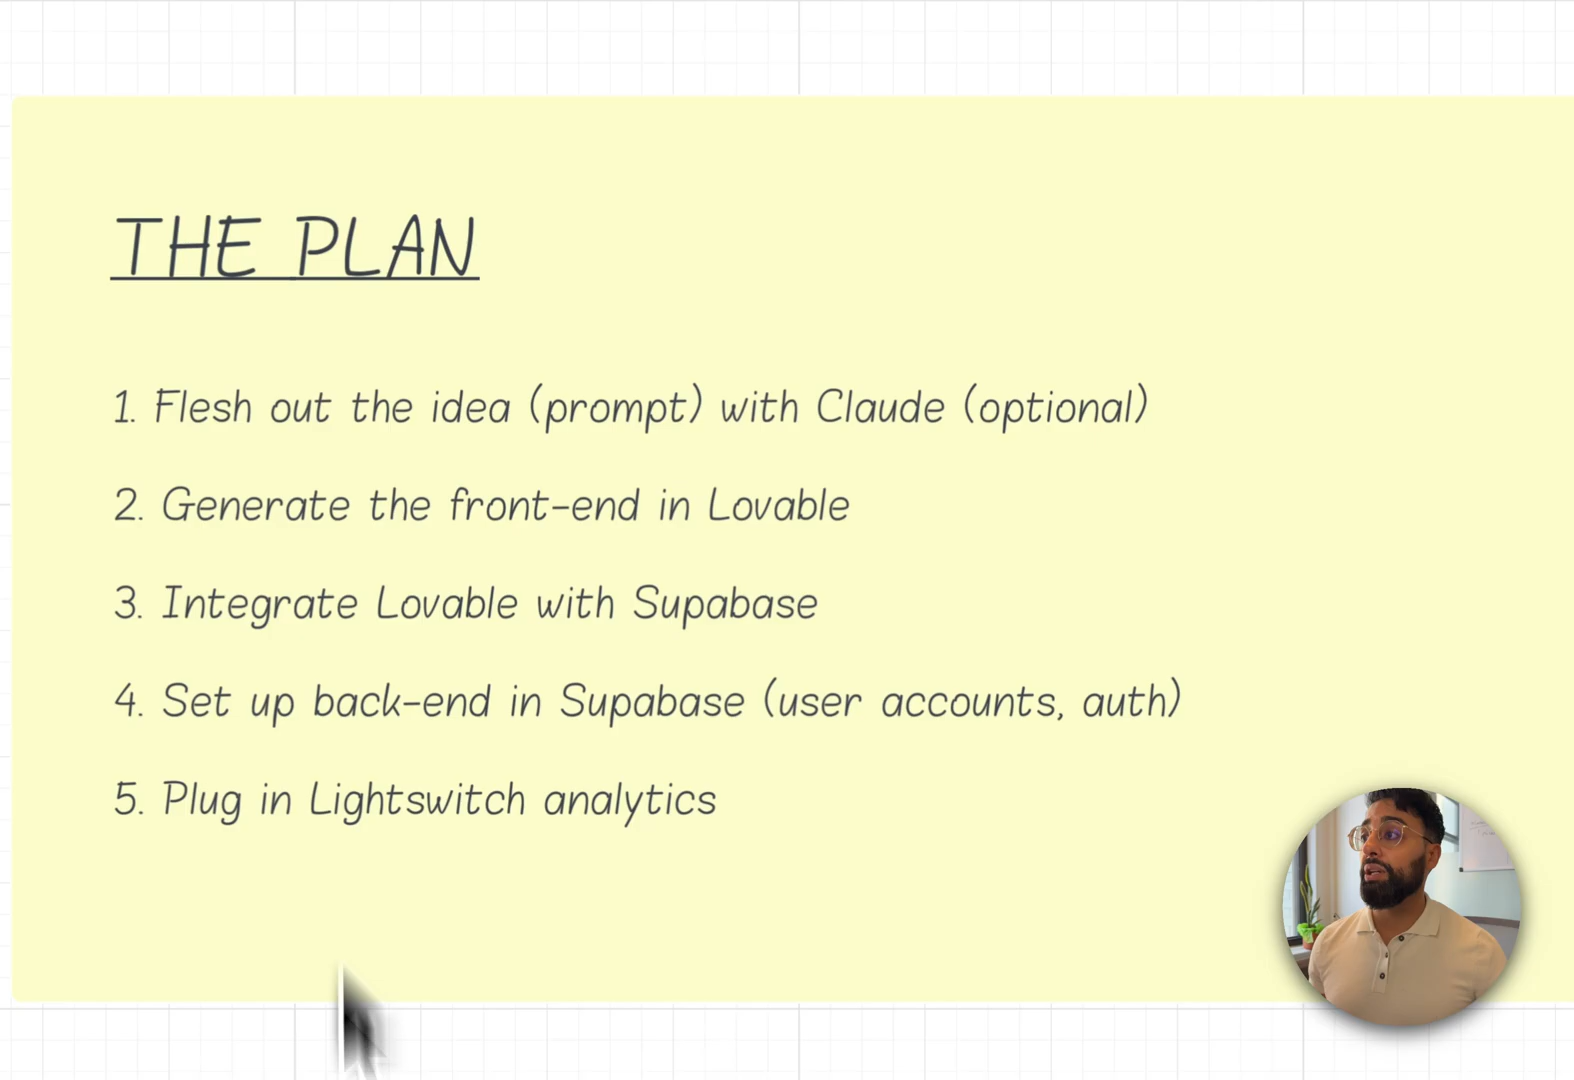 THE PLAN
1. Flesh out the idea (prompt) with Claude (optional)
2. Generate the front-end in Lovable
3. Integrate Lovable with Supabase
4. Set up back-end in Supabase (user accounts, auth)
5. Plug in Lightswitch analytics